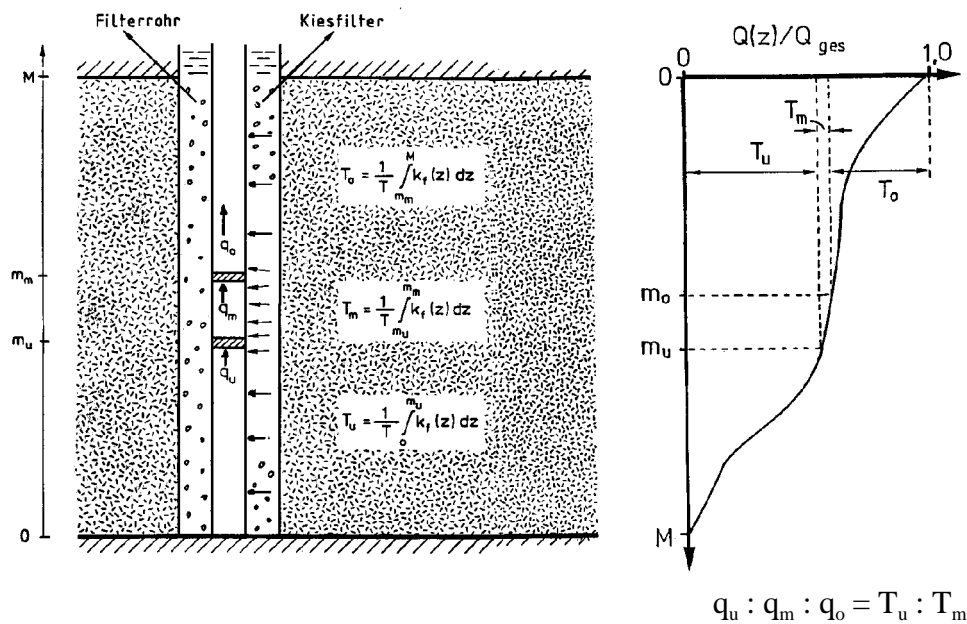 Filterrohr
Kiesfilter
M
m_m
m_u
0
q_o
q_m
q_u
T_o = 1/T ∫_{m_m}^{M} k_f (z) dz
T_m = 1/T ∫_{m_u}^{m_m} k_f (z) dz
T_u = 1/T ∫_{o}^{m_u} k_f (z) dz
Q(z)/Q_ges
0
1,0
0
T_m
T_u
T_o
m_o
m_u
M
q_u : q_m : q_o = T_u : T_m